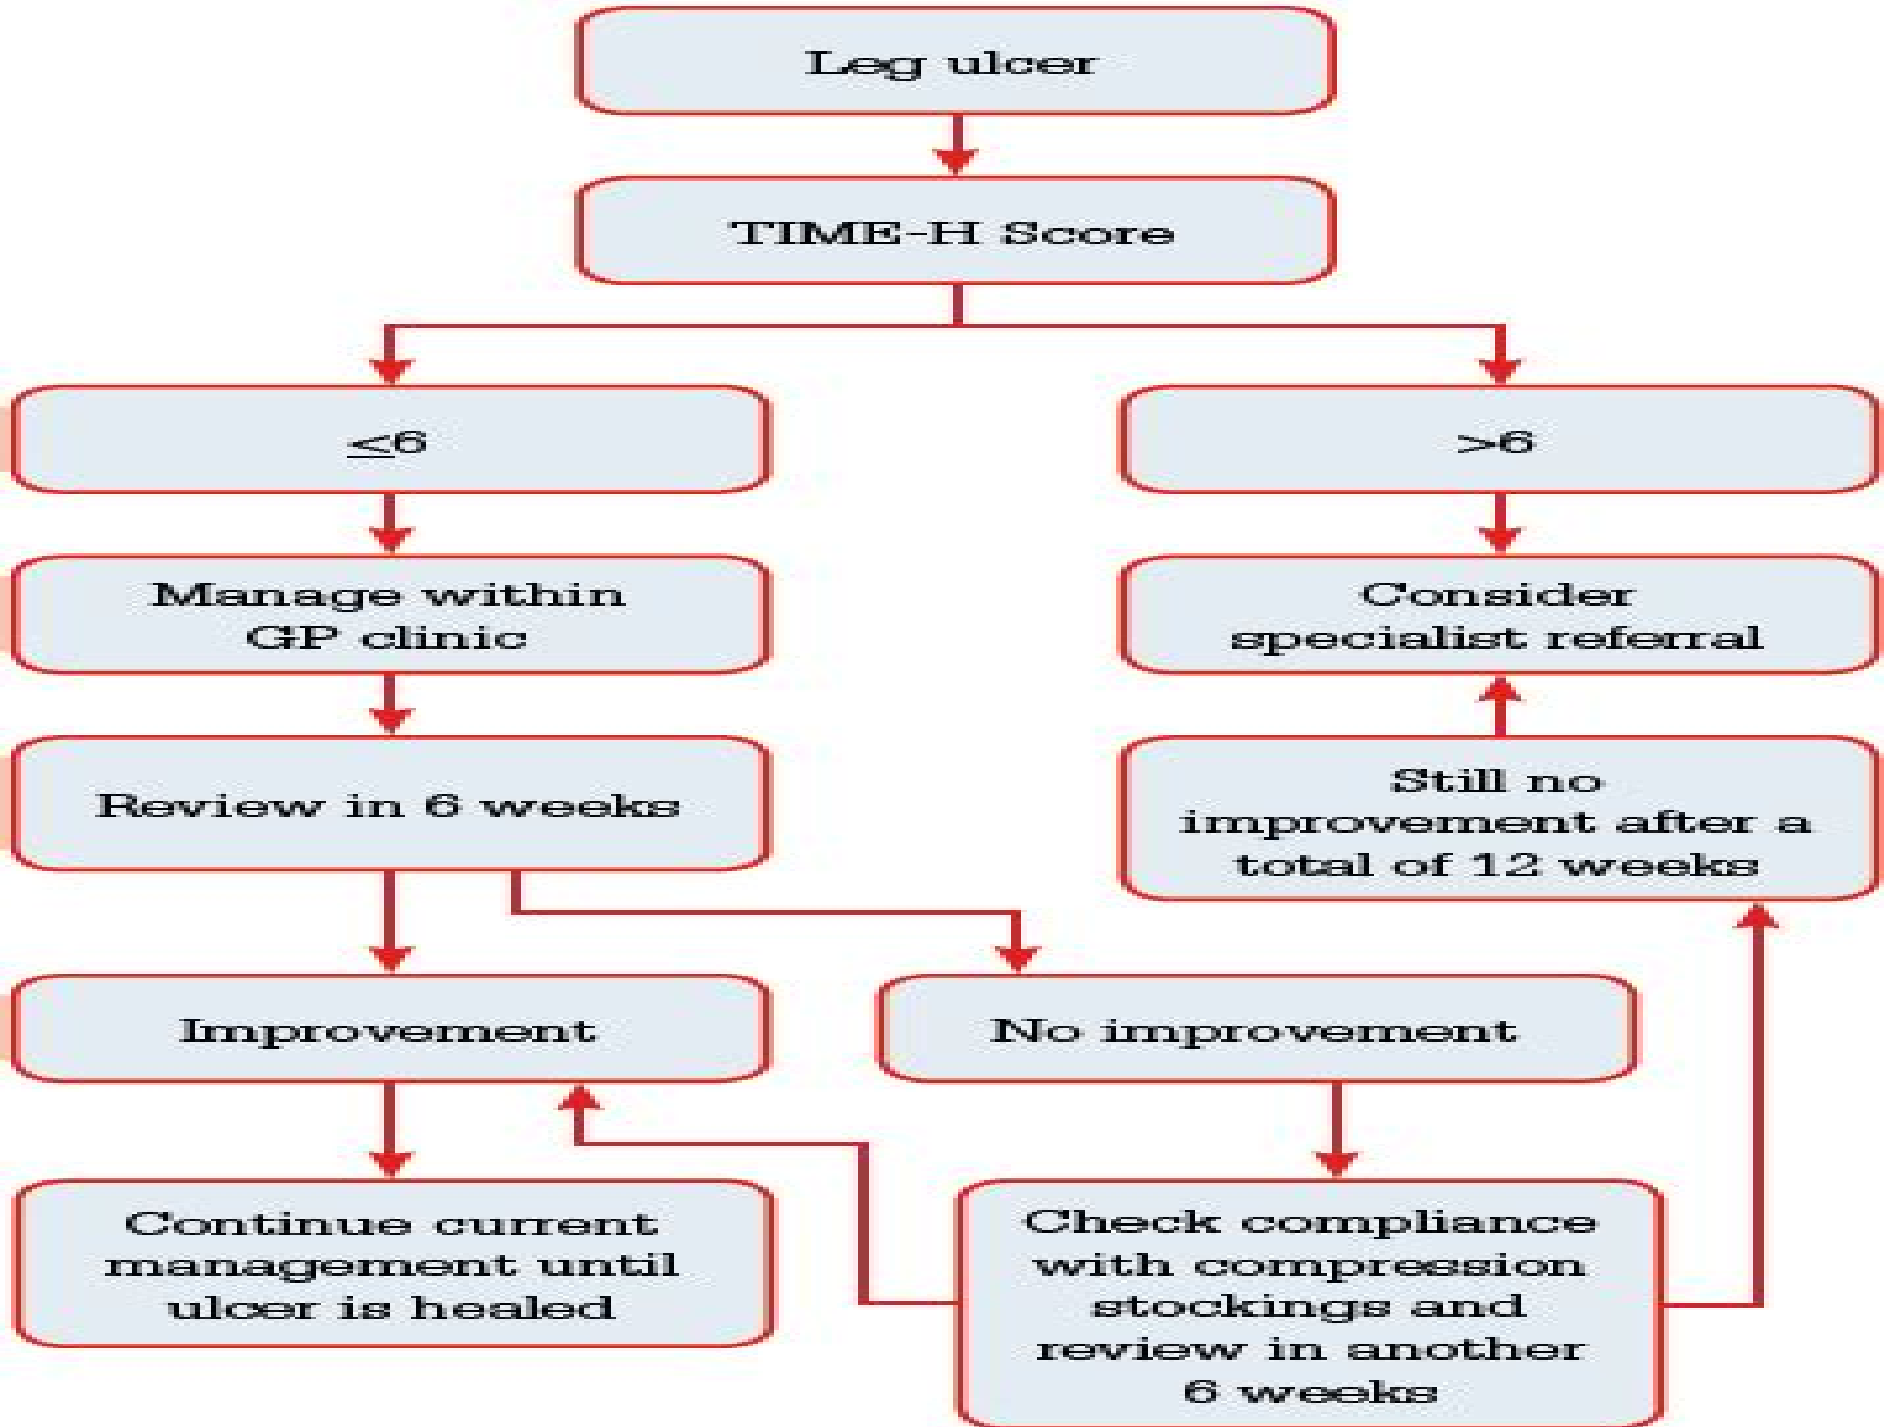 Leg ulcer
TIME-H Score
≤6
>6
Manage within
GP clinic
Consider
specialist referral
Review in 6 weeks
Still no
improvement after a
total of 12 weeks
Improvement
No improvement
Continue current
management until
ulcer is healed
Check compliance
with compression
stockings and
review in another
6 weeks